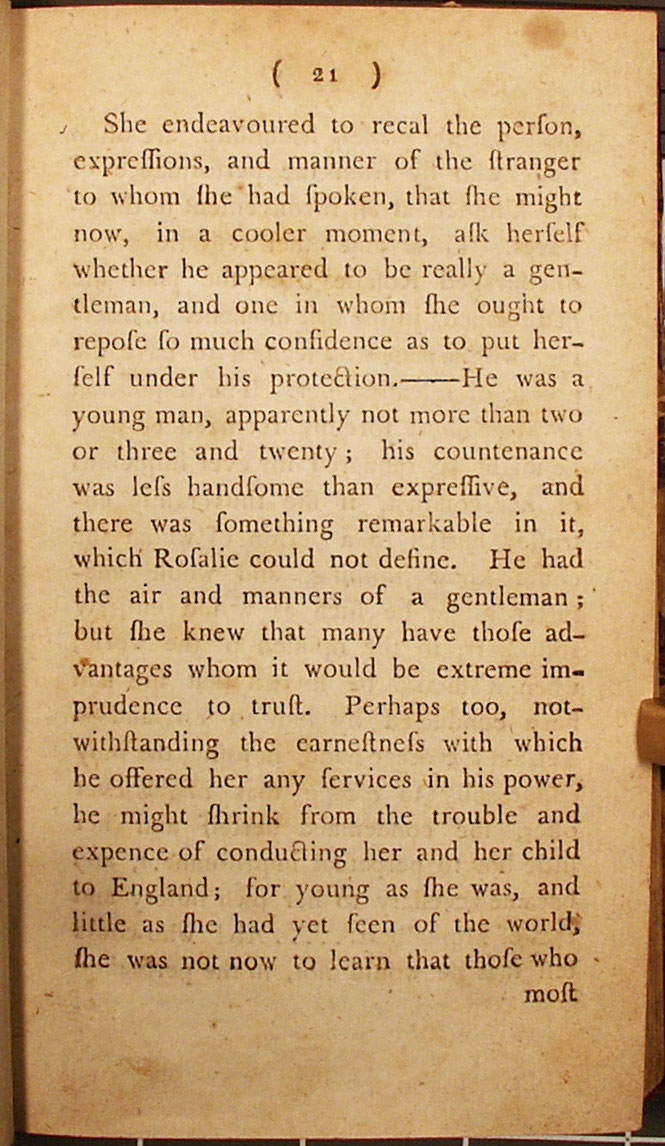 ( 21 )
She endeavoured to recal the perſon,
expreſſions, and manner of the ſtranger
to whom ſhe had ſpoken, that ſhe might
now, in a cooler moment, aſk herſelf
whether he appeared to be really a gen-
tleman, and one in whom ſhe ought to
repoſe ſo much confidence as to put her-
ſelf under his protection.——He was a
young man, apparently not more than two
or three and twenty; his countenance
was leſs handſome than expreſſive, and
there was ſomething remarkable in it,
which Roſalie could not define. He had
the air and manners of a gentleman;
but ſhe knew that many have thoſe ad-
vantages whom it would be extreme im-
prudence to truſt. Perhaps too, not-
withſtanding the earneſtneſs with which
he offered her any ſervices in his power,
he might ſhrink from the trouble and
expence of conducting her and her child
to England; for young as ſhe was, and
little as ſhe had yet ſeen of the world,
ſhe was not now to learn that thoſe who
moſt